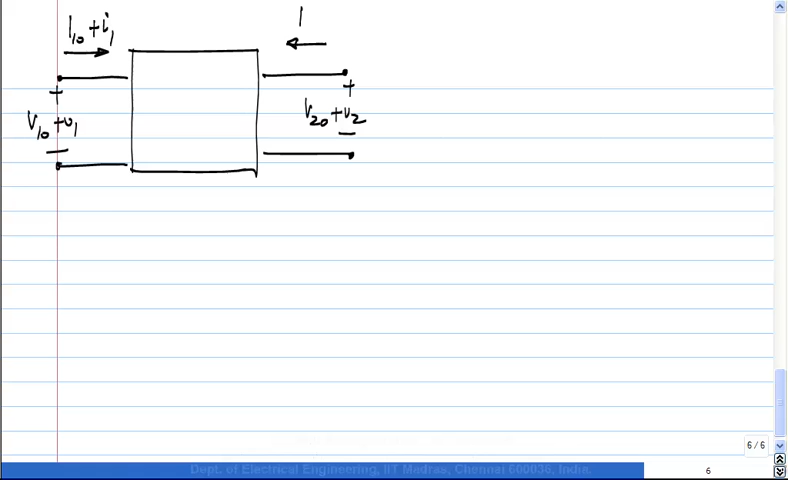 I10 + i1
I
+
+
V10 + v1
V20 + v2
−
−
6 / 6
Dept. of Electrical Engineering, IIT Madras, Chennai 600036, India.
6